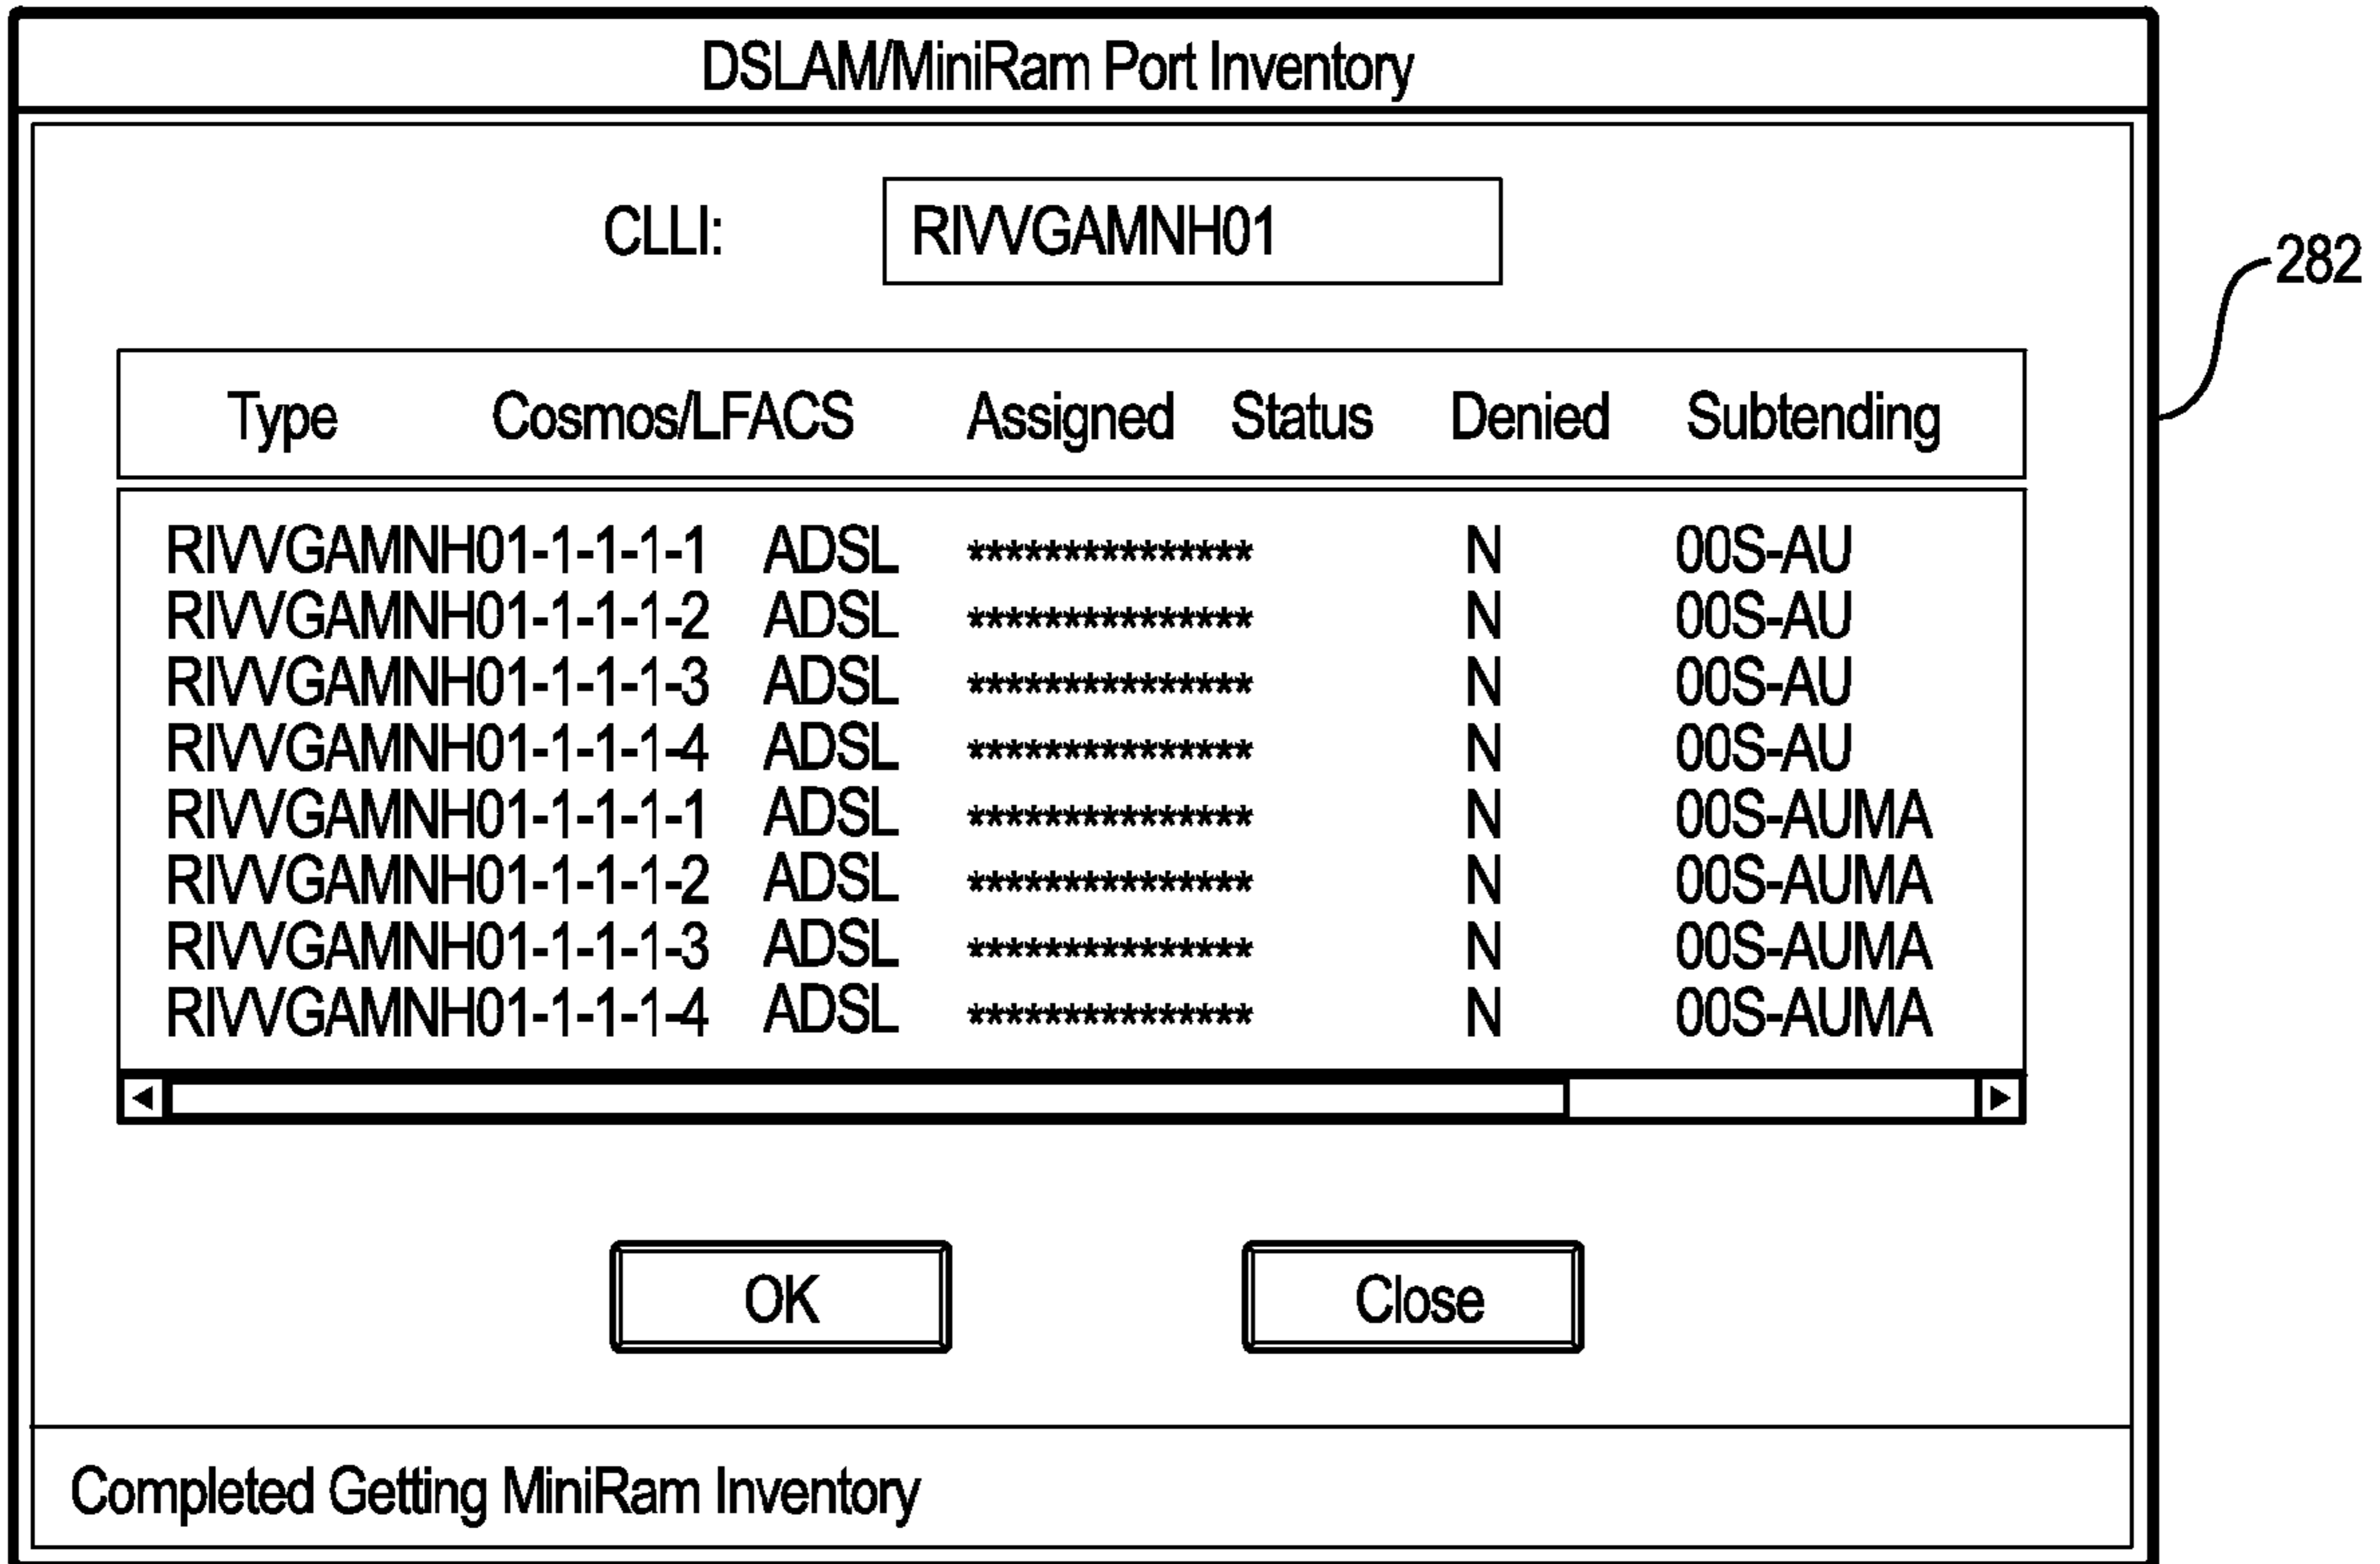 DSLAM/MiniRam Port Inventory
CLLI: RIVVGAMNH01
282
Type Cosmos/LFACS Assigned Status Denied Subtending
RIVVGAMNH01-1-1-1-1 ADSL *************** N 00S-AU
RIVVGAMNH01-1-1-1-2 ADSL *************** N 00S-AU
RIVVGAMNH01-1-1-1-3 ADSL *************** N 00S-AU
RIVVGAMNH01-1-1-1-4 ADSL *************** N 00S-AU
RIVVGAMNH01-1-1-1-1 ADSL *************** N 00S-AUMA
RIVVGAMNH01-1-1-1-2 ADSL *************** N 00S-AUMA
RIVVGAMNH01-1-1-1-3 ADSL *************** N 00S-AUMA
RIVVGAMNH01-1-1-1-4 ADSL *************** N 00S-AUMA
OK Close
Completed Getting MiniRam Inventory